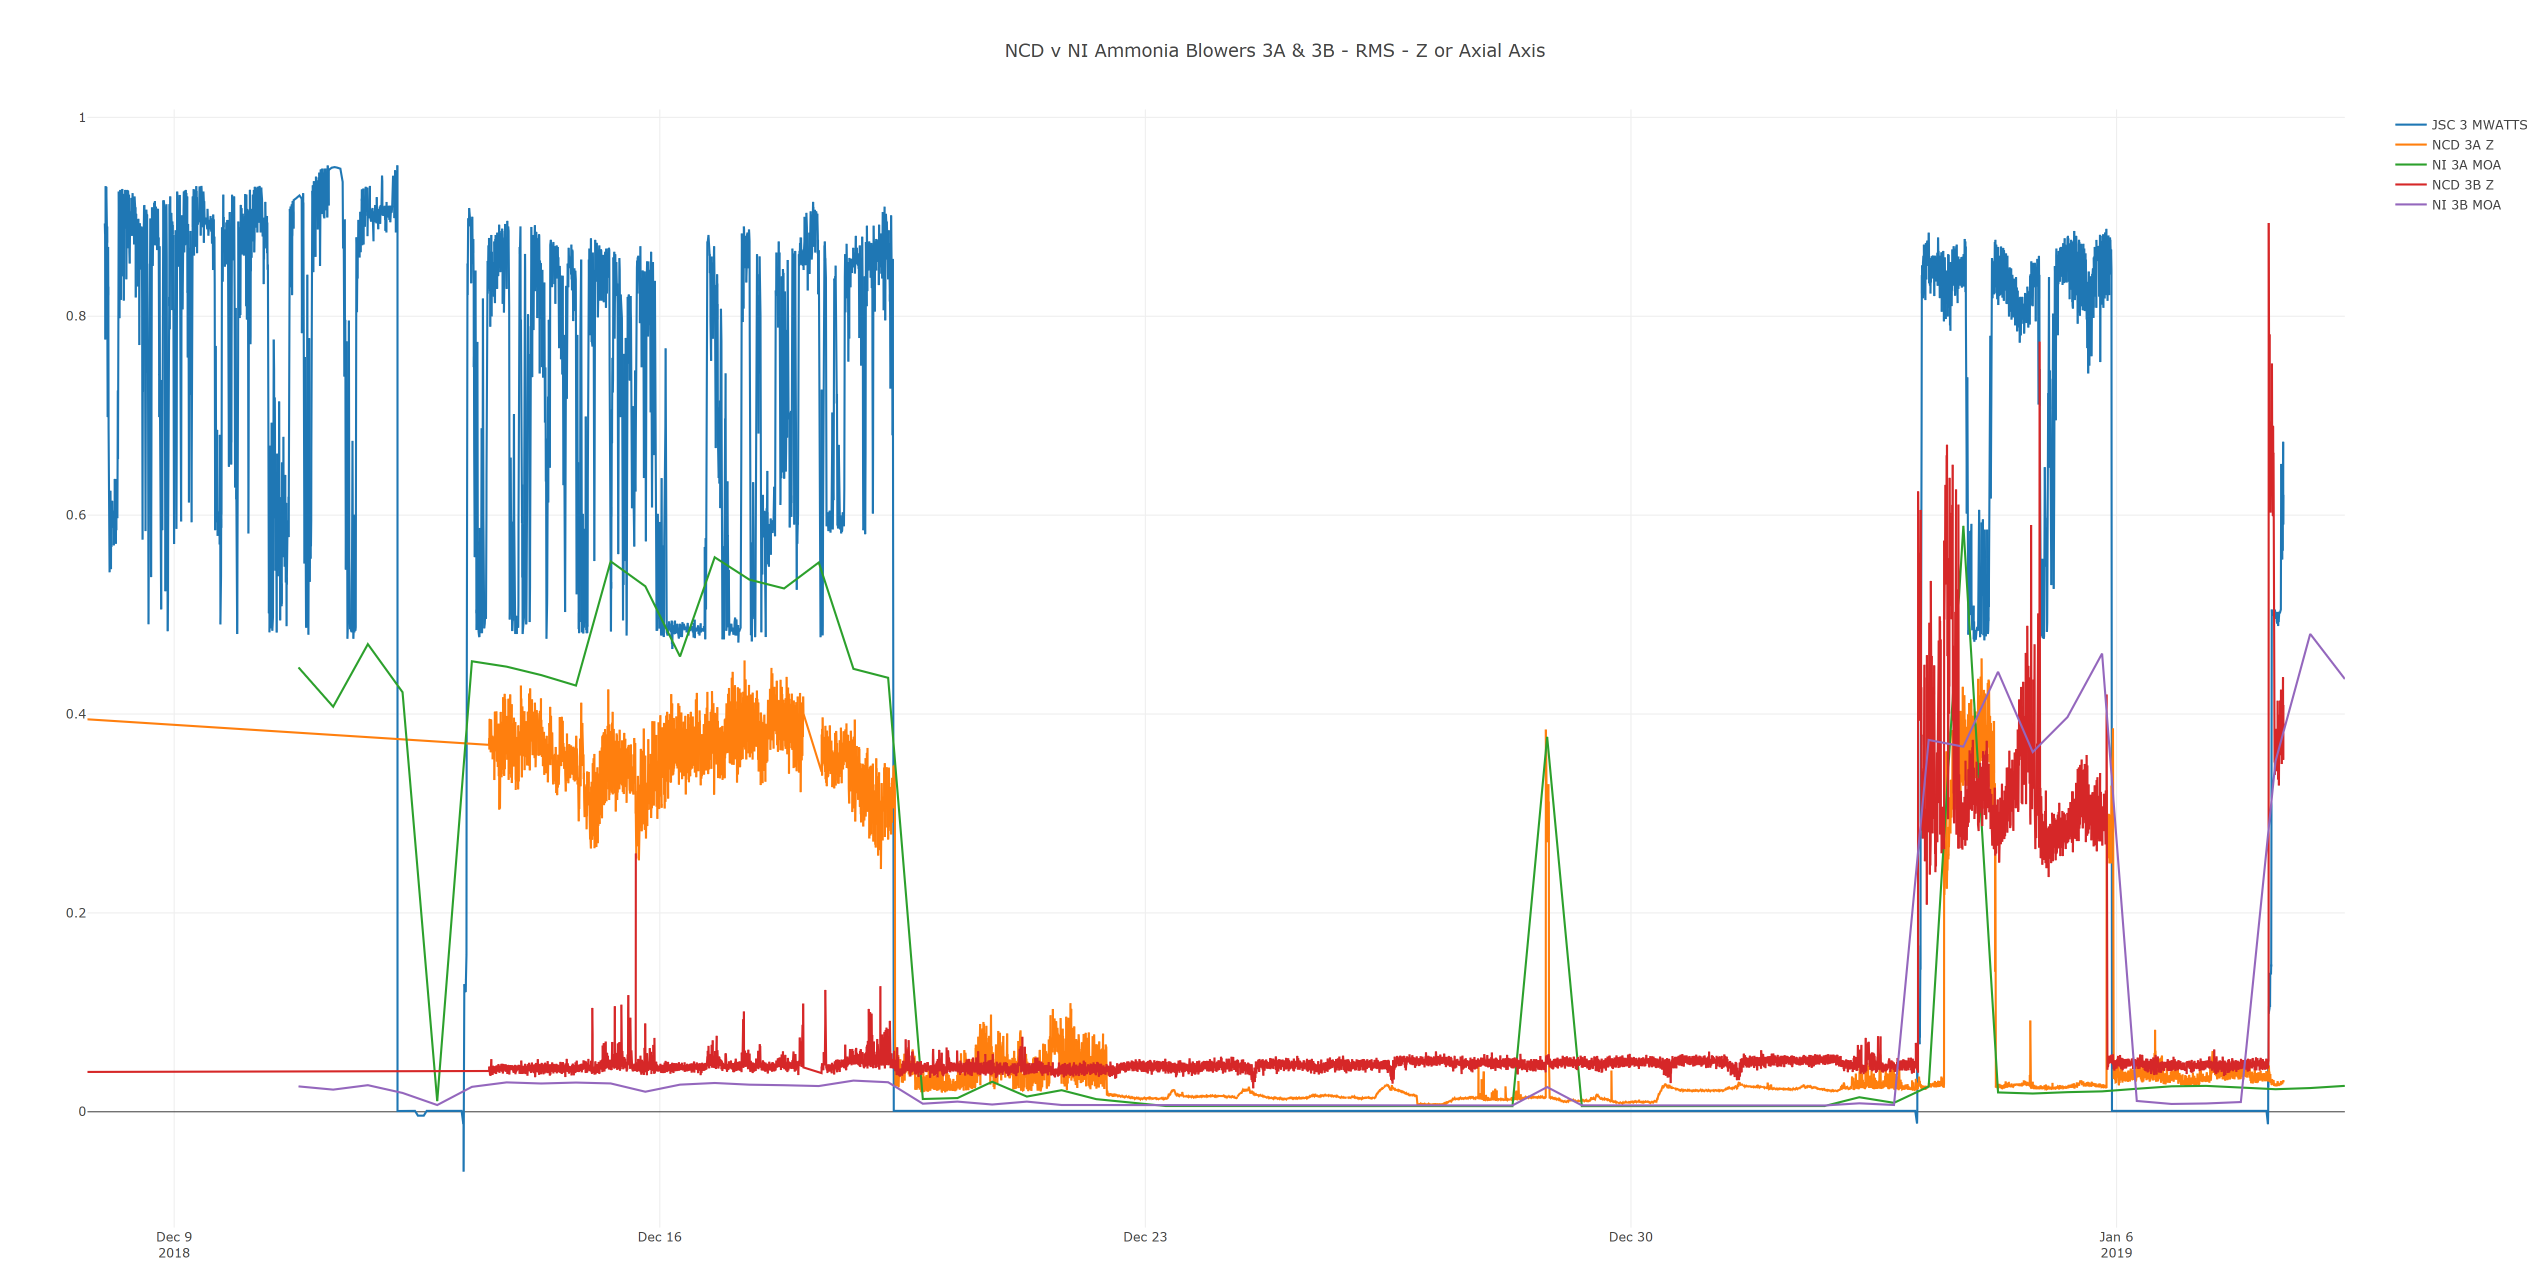 NCD v NI Ammonia Blowers 3A & 3B - RMS - Z or Axial Axis
JSC 3 MWATTS
NCD 3A Z
NI 3A MOA
NCD 3B Z
NI 3B MOA
1
0.8
0.6
0.4
0.2
0
Dec 9
2018
Dec 16
Dec 23
Dec 30
Jan 6
2019